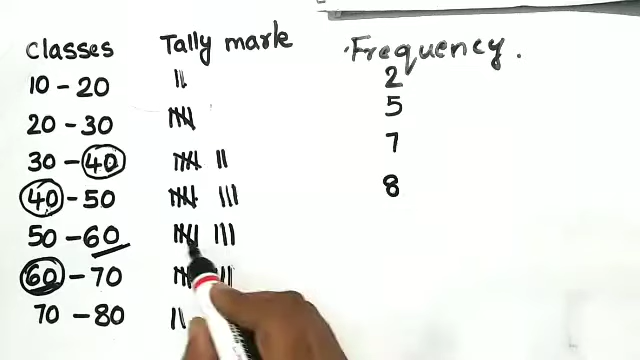 Classes Tally mark Frequency.
10 - 20 || 2
20 - 30 𝍸 5
30 - 40 𝍸 || 7
40 - 50 𝍸 ||| 8
50 - 60 𝍸 |||
60 - 70 𝍸 ||
70 - 80 ||